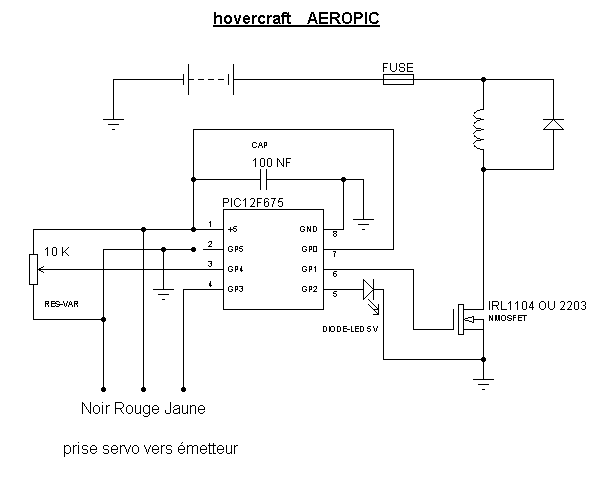 hovercraft AEROPIC
FUSE
CAP
100 NF
PIC12F675
1 +5 GND 8
2 GP5 GP0 7
3 GP4 GP1 6
4 GP3 GP2 5
10 K
RES-VAR
DIODE-LED 5V
IRL1104 OU 2203
NMOSFET
Noir Rouge Jaune
prise servo vers émetteur